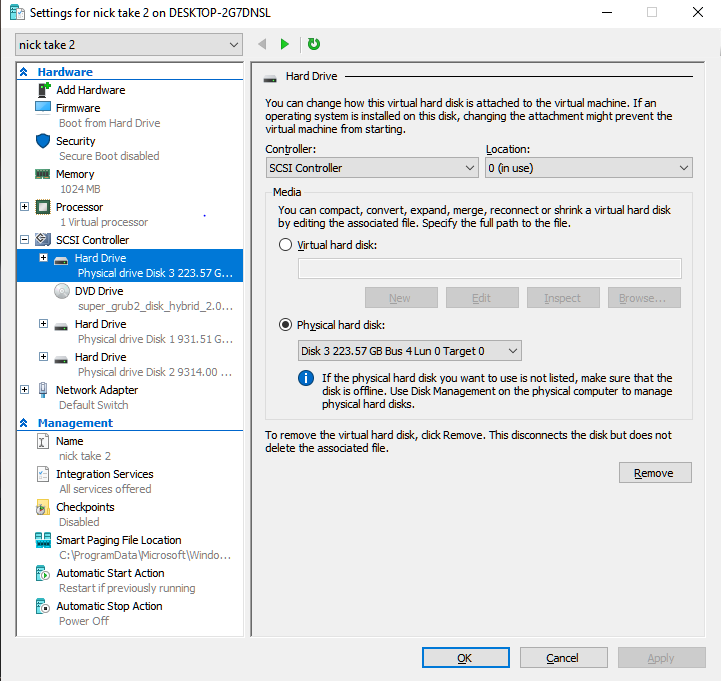 Settings for nick take 2 on DESKTOP-2G7DNSL
nick take 2
Hardware
Add Hardware
Firmware
Boot from Hard Drive
Security
Secure Boot disabled
Memory
1024 MB
Processor
1 Virtual processor
SCSI Controller
Hard Drive
Physical drive Disk 3 223.57 G...
DVD Drive
super_grub2_disk_hybrid_2.0...
Hard Drive
Physical drive Disk 1 931.51 G...
Hard Drive
Physical drive Disk 2 9314.00 ...
Network Adapter
Default Switch
Management
Name
nick take 2
Integration Services
All services offered
Checkpoints
Disabled
Smart Paging File Location
C:\ProgramData\Microsoft\Windo...
Automatic Start Action
Restart if previously running
Automatic Stop Action
Power Off
Hard Drive
You can change how this virtual hard disk is attached to the virtual machine. If an
operating system is installed on this disk, changing the attachment might prevent the
virtual machine from starting.
Controller:
Location:
SCSI Controller
0 (in use)
Media
You can compact, convert, expand, merge, reconnect or shrink a virtual hard disk
by editing the associated file. Specify the full path to the file.
Virtual hard disk:
New
Edit
Inspect
Browse...
Physical hard disk:
Disk 3 223.57 GB Bus 4 Lun 0 Target 0
If the physical hard disk you want to use is not listed, make sure that the
disk is offline. Use Disk Management on the physical computer to manage
physical hard disks.
To remove the virtual hard disk, click Remove. This disconnects the disk but does not
delete the associated file.
Remove
OK
Cancel
Apply